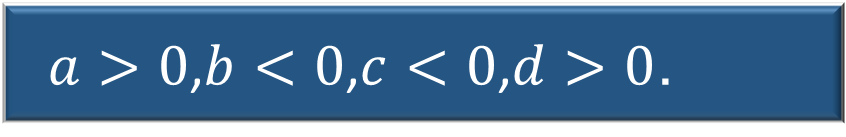 a > 0,b < 0,c < 0,d > 0.